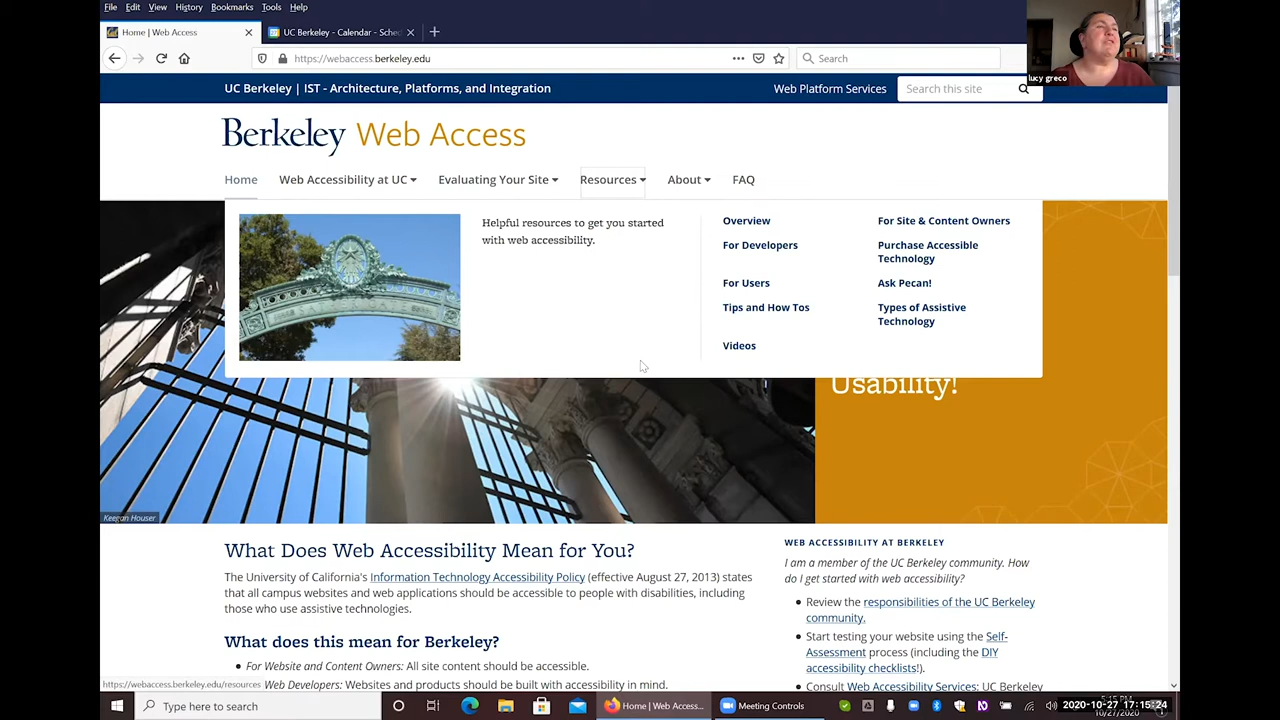 File Edit View History Bookmarks Tools Help
Home | Web Access
UC Berkeley - Calendar - Sche
https://webaccess.berkeley.edu
Search
lucy greco
UC Berkeley | IST - Architecture, Platforms, and Integration
Web Platform Services
Search this site
Berkeley Web Access
Home
Web Accessibility at UC
Evaluating Your Site
Resources
About
FAQ
Helpful resources to get you started
with web accessibility.
Overview
For Developers
For Users
Tips and How Tos
Videos
For Site & Content Owners
Purchase Accessible
Technology
Ask Pecan!
Types of Assistive
Technology
Usability!
Keegan Houser
What Does Web Accessibility Mean for You?
The University of California's Information Technology Accessibility Policy (effective August 27, 2013) states
that all campus websites and web applications should be accessible to people with disabilities, including
those who use assistive technologies.
What does this mean for Berkeley?
For Website and Content Owners: All site content should be accessible.
Web Developers: Websites and products should be built with accessibility in mind.
https://webaccess.berkeley.edu/resources
WEB ACCESSIBILITY AT BERKELEY
I am a member of the UC Berkeley community. How
do I get started with web accessibility?
Review the responsibilities of the UC Berkeley
community.
Start testing your website using the Self-
Assessment process (including the DIY
accessibility checklists!).
Consult Web Accessibility Services: UC Berkeley
Type here to search
Home | Web Access...
Meeting Controls
2020-10-27 17:15:24